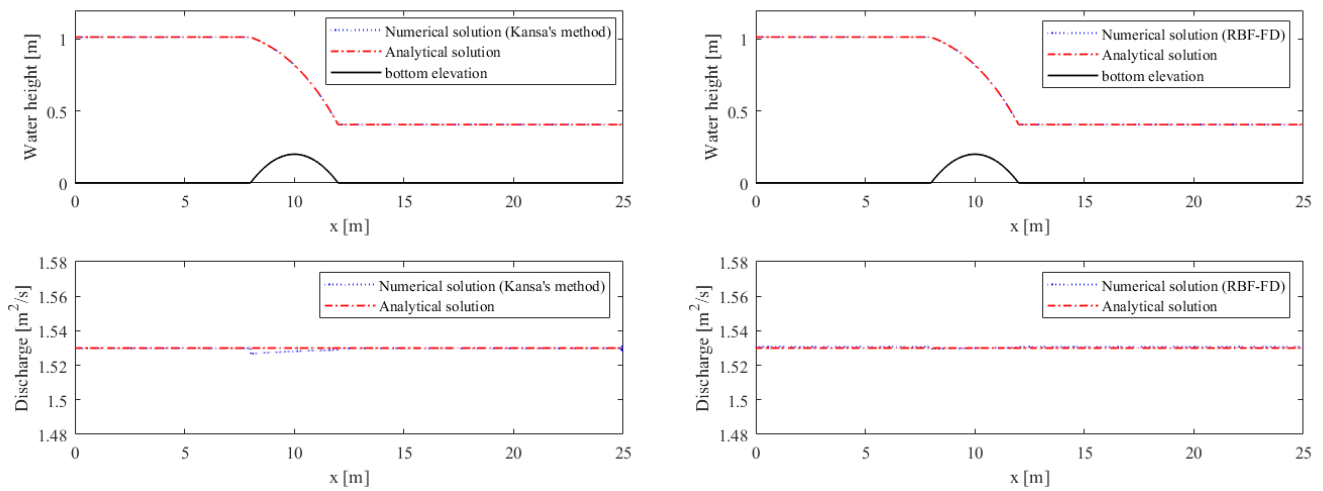 Water height [m]
1
0.5
0
Numerical solution (Kansa's method)
Analytical solution
bottom elevation
0 5 10 15 20 25
x [m]
Water height [m]
1
0.5
0
Numerical solution (RBF-FD)
Analytical solution
bottom elevation
0 5 10 15 20 25
x [m]
Discharge [m²/s]
1.58
1.56
1.54
1.52
1.5
1.48
Numerical solution (Kansa's method)
Analytical solution
0 5 10 15 20 25
x [m]
Discharge [m²/s]
1.58
1.56
1.54
1.52
1.5
1.48
Numerical solution (RBF-FD)
Analytical solution
0 5 10 15 20 25
x [m]